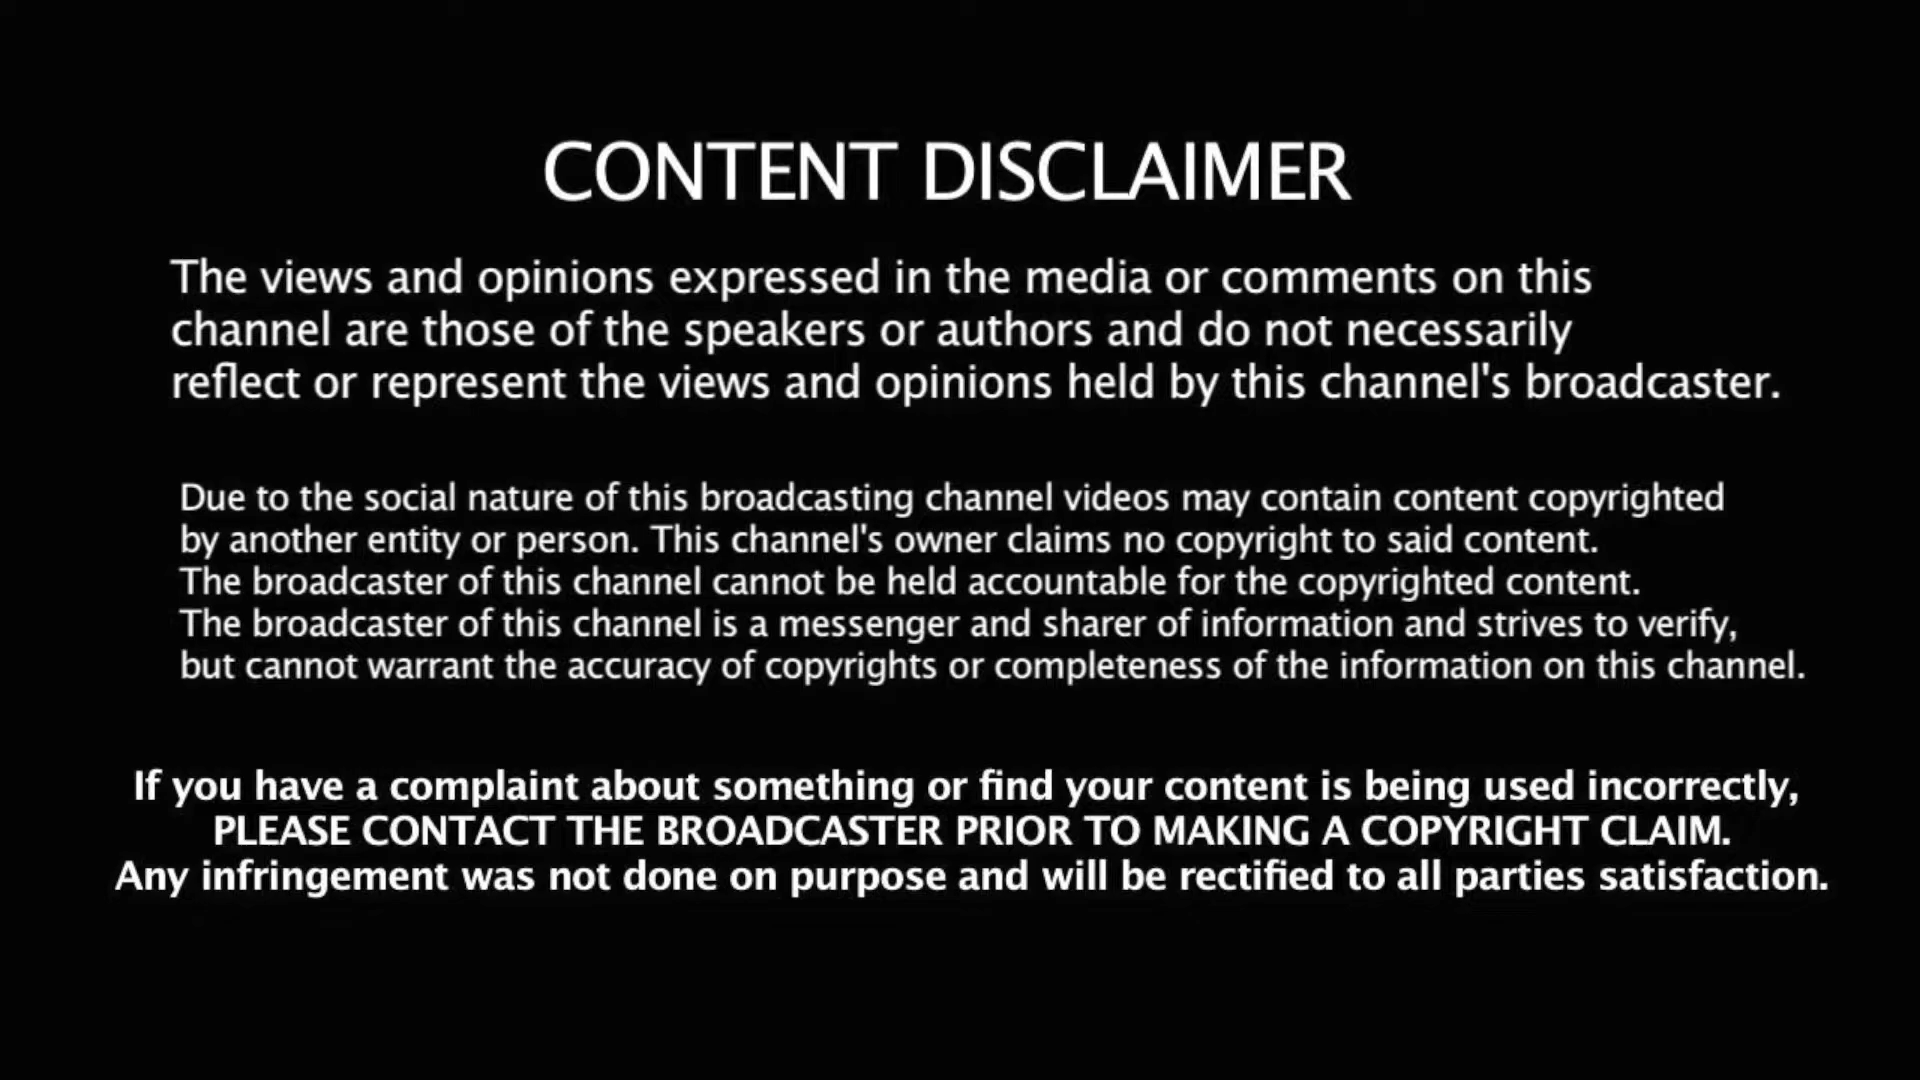 CONTENT DISCLAIMER
The views and opinions expressed in the media or comments on this
channel are those of the speakers or authors and do not necessarily
reflect or represent the views and opinions held by this channel's broadcaster.
Due to the social nature of this broadcasting channel videos may contain content copyrighted
by another entity or person. This channel's owner claims no copyright to said content.
The broadcaster of this channel cannot be held accountable for the copyrighted content.
The broadcaster of this channel is a messenger and sharer of information and strives to verify,
but cannot warrant the accuracy of copyrights or completeness of the information on this channel.
If you have a complaint about something or find your content is being used incorrectly,
PLEASE CONTACT THE BROADCASTER PRIOR TO MAKING A COPYRIGHT CLAIM.
Any infringement was not done on purpose and will be rectified to all parties satisfaction.